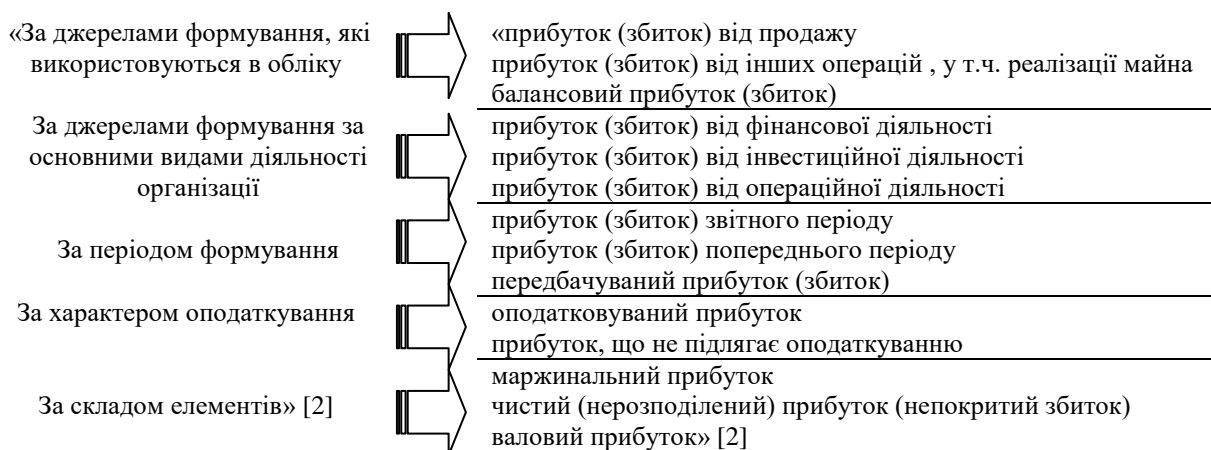 «За джерелами формування, які
використовуються в обліку
«прибуток (збиток) від продажу
прибуток (збиток) від інших операцій , у т.ч. реалізації майна
балансовий прибуток (збиток)
За джерелами формування за
основними видами діяльності
організації
прибуток (збиток) від фінансової діяльності
прибуток (збиток) від інвестиційної діяльності
прибуток (збиток) від операційної діяльності
За періодом формування
прибуток (збиток) звітного періоду
прибуток (збиток) попереднього періоду
передбачуваний прибуток (збиток)
За характером оподаткування
оподатковуваний прибуток
прибуток, що не підлягає оподаткуванню
За складом елементів» [2]
маржинальний прибуток
чистий (нерозподілений) прибуток (непокритий збиток)
валовий прибуток» [2]